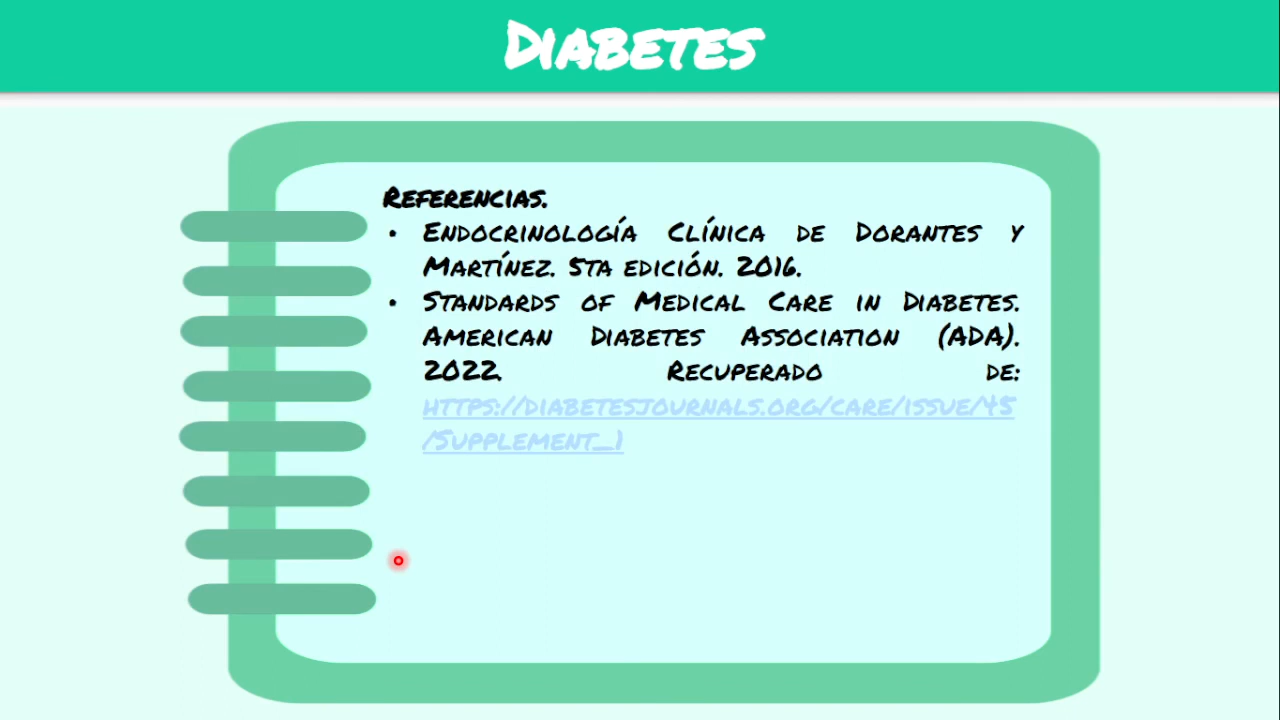 Diabetes
Referencias.
• Endocrinología Clínica de Dorantes y
Martínez. 5ta edición. 2016.
• Standards of Medical Care in Diabetes.
American Diabetes Association (ADA).
2022. Recuperado de:
https://diabetesjournals.org/care/issue/45
/Supplement_1